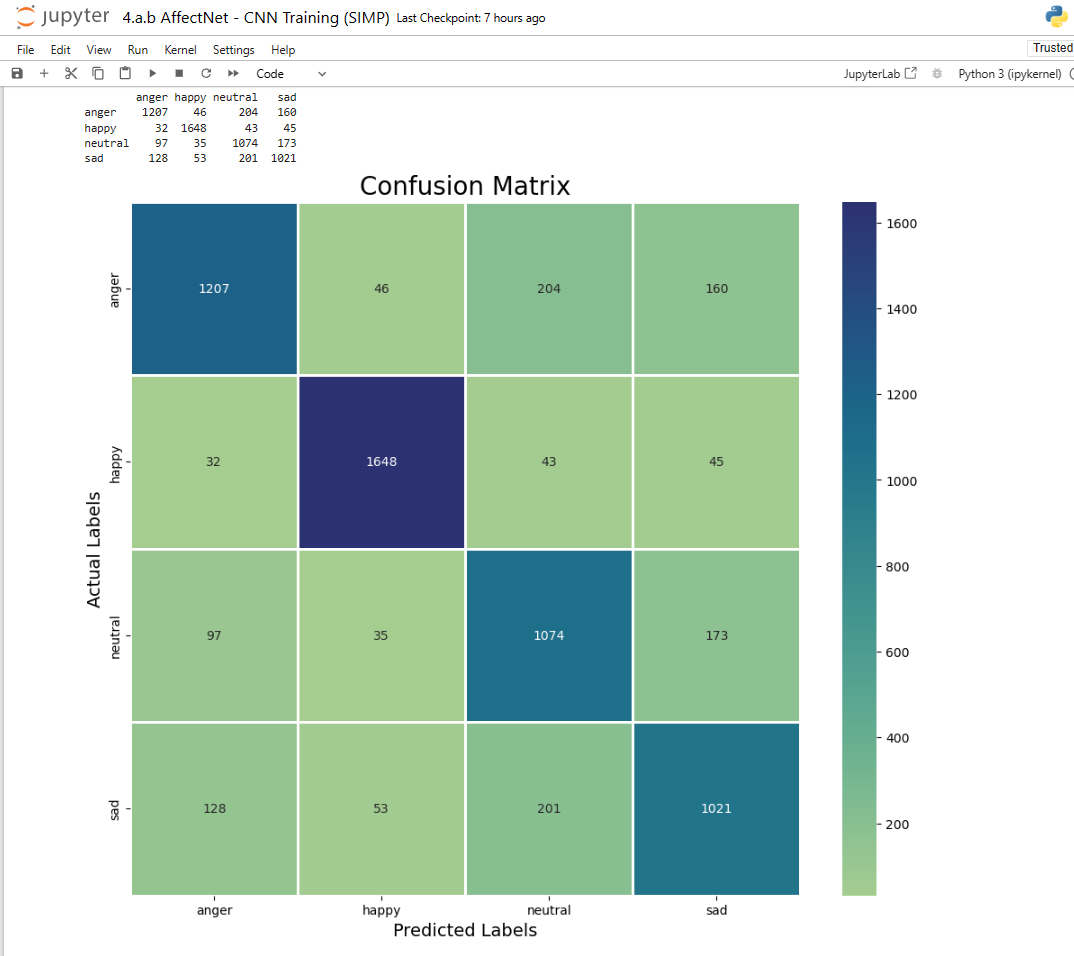 jupyter 4.a.b AffectNet - CNN Training (SIMP) Last Checkpoint: 7 hours ago
File Edit View Run Kernel Settings Help Trusted
Code JupyterLab Python 3 (ipykernel)
anger happy neutral sad
anger 1207 46 204 160
happy 32 1648 43 45
neutral 97 35 1074 173
sad 128 53 201 1021
Confusion Matrix
Actual Labels
anger 1207 46 204 160
happy 32 1648 43 45
neutral 97 35 1074 173
sad 128 53 201 1021
anger happy neutral sad
Predicted Labels
1600
1400
1200
1000
800
600
400
200